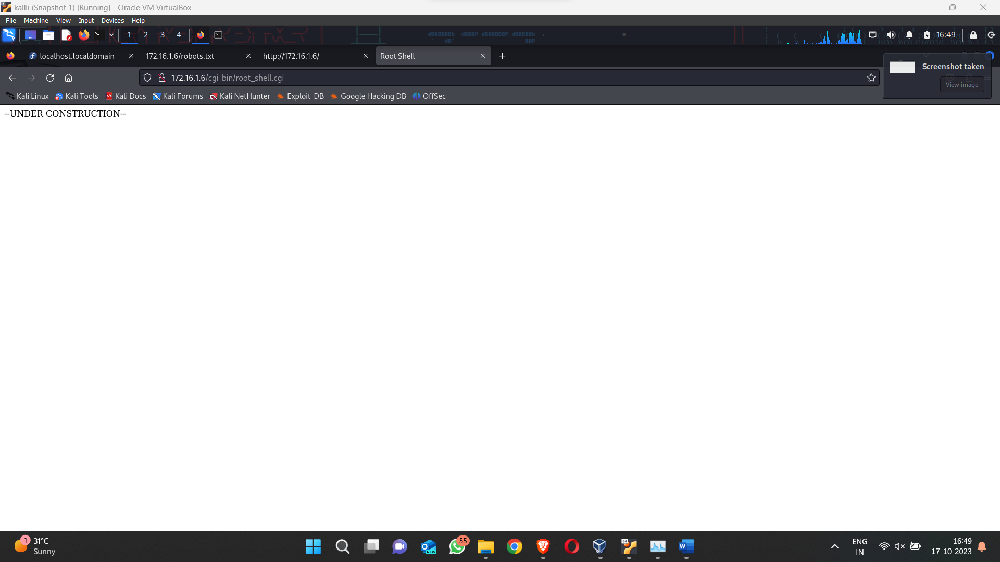 kallli (Snapshot 1) [Running] - Oracle VM VirtualBox
File Machine View Input Devices Help
1 2 3 4 16:49
localhost.localdomain 172.16.1.6/robots.txt http://172.16.1.6/ Root Shell
Screenshot taken
172.16.1.6/cgi-bin/root_shell.cgi
View image
Kali Linux Kali Tools Kali Docs Kali Forums Kali NetHunter Exploit-DB Google Hacking DB OffSec
--UNDER CONSTRUCTION--
1 31°C
Sunny
NEW
55
64
W
ENG
IN
16:49
17-10-2023